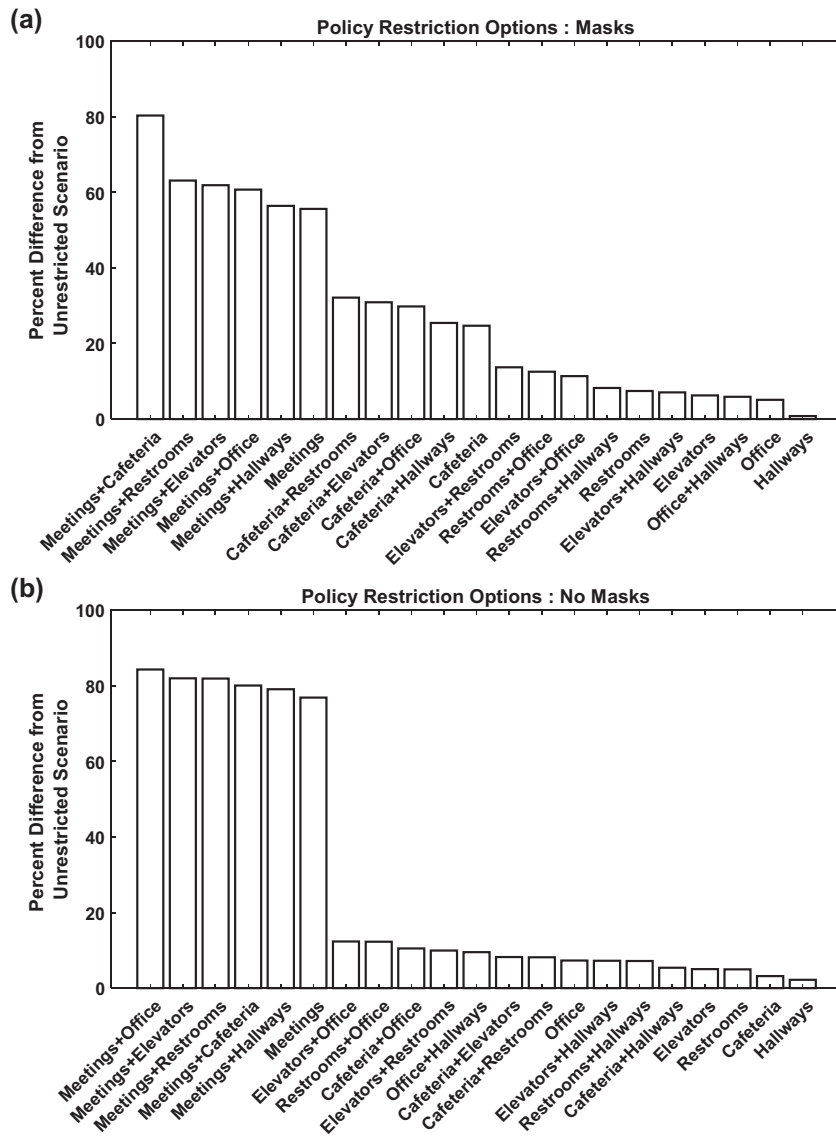 (a)
Policy Restriction Options : Masks
100
80
60
40
20
0
Percent Difference from
Unrestricted Scenario
Meetings+Cafeteria
Meetings+Restrooms
Meetings+Elevators
Meetings+Office
Meetings+Hallways
Meetings
Cafeteria+Restrooms
Cafeteria+Elevators
Cafeteria+Office
Cafeteria+Hallways
Cafeteria
Elevators+Restrooms
Restrooms+Office
Elevators+Office
Restrooms+Hallways
Restrooms
Elevators+Hallways
Elevators
Office+Hallways
Office
Hallways
(b)
Policy Restriction Options : No Masks
100
80
60
40
20
0
Percent Difference from
Unrestricted Scenario
Meetings+Office
Meetings+Elevators
Meetings+Restrooms
Meetings+Cafeteria
Meetings+Hallways
Meetings
Elevators+Office
Restrooms+Office
Cafeteria+Office
Elevators+Restrooms
Office+Hallways
Cafeteria+Elevators
Cafeteria+Restrooms
Office
Elevators+Hallways
Restrooms+Hallways
Cafeteria+Hallways
Elevators
Restrooms
Cafeteria
Hallways